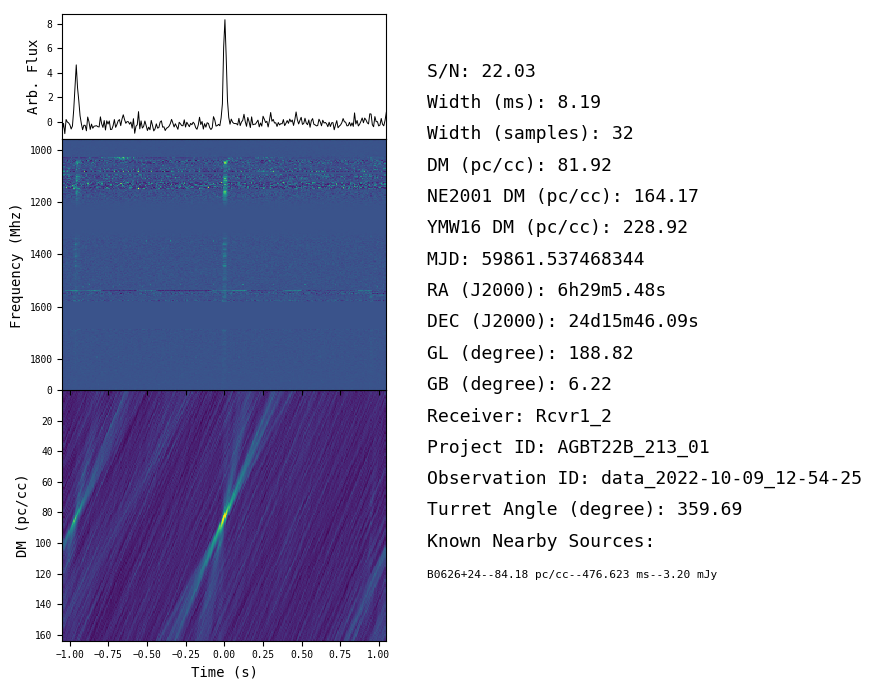 8
6
4
2
0
Arb. Flux
1000
1200
1400
1600
1800
Frequency (Mhz)
0
20
40
60
80
100
120
140
160
DM (pc/cc)
−1.00 −0.75 −0.50 −0.25 0.00 0.25 0.50 0.75 1.00
Time (s)
S/N: 22.03
Width (ms): 8.19
Width (samples): 32
DM (pc/cc): 81.92
NE2001 DM (pc/cc): 164.17
YMW16 DM (pc/cc): 228.92
MJD: 59861.537468344
RA (J2000): 6h29m5.48s
DEC (J2000): 24d15m46.09s
GL (degree): 188.82
GB (degree): 6.22
Receiver: Rcvr1_2
Project ID: AGBT22B_213_01
Observation ID: data_2022-10-09_12-54-25
Turret Angle (degree): 359.69
Known Nearby Sources:
B0626+24--84.18 pc/cc--476.623 ms--3.20 mJy